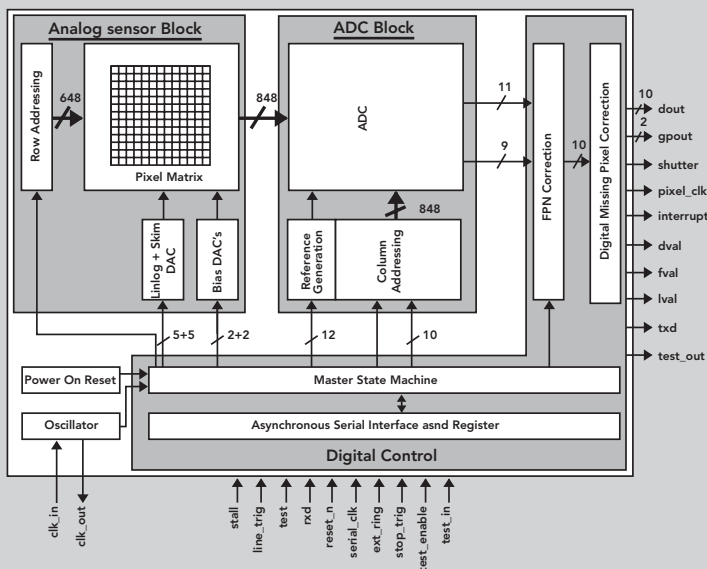 Analog sensor Block
ADC Block
Row Addressing
648
Pixel Matrix
848
ADC
11
9
FPN Correction
10
Digital Missing Pixel Correction
10
dout
2
gpout
shutter
pixel_clk
interrupt
dval
fval
lval
txd
test_out
Linlog + Skim
DAC
Bias DAC's
Reference
Generation
Column
Addressing
848
5+5
2+2
12
10
Power On Reset
Master State Machine
Oscillator
Asynchronous Serial Interface asnd Register
Digital Control
clk_in
clk_out
stall
line_trig
test
rxd
reset_n
serial_clk
ext_ring
stop_trig
test_enable
test_in